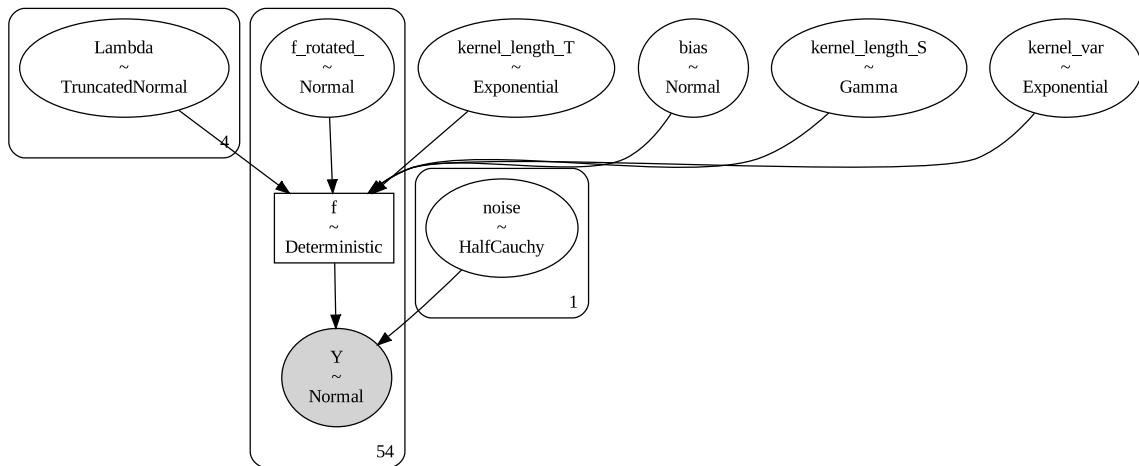 Lambda
~
TruncatedNormal
4
f_rotated_
~
Normal
kernel_length_T
~
Exponential
bias
~
Normal
kernel_length_S
~
Gamma
kernel_var
~
Exponential
f
~
Deterministic
noise
~
HalfCauchy
1
Y
~
Normal
54